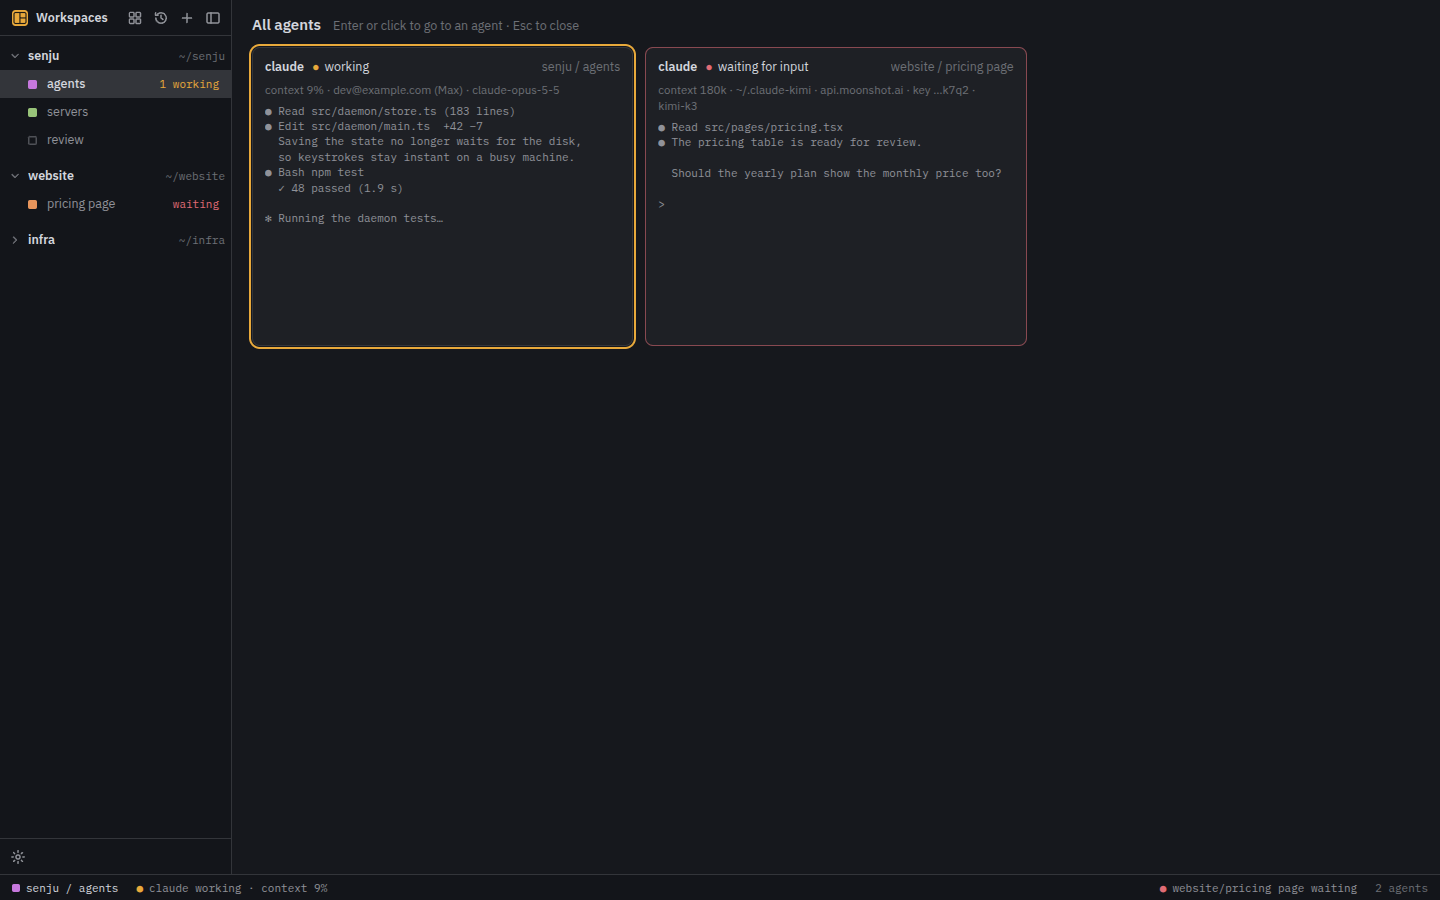 Workspaces
senju ~/senju
agents 1 working
servers
review
website ~/website
pricing page waiting
infra ~/infra
All agents Enter or click to go to an agent · Esc to close
claude ● working senju / agents
context 9% · dev@example.com (Max) · claude-opus-5-5
● Read src/daemon/store.ts (183 lines)
● Edit src/daemon/main.ts +42 −7
Saving the state no longer waits for the disk,
so keystrokes stay instant on a busy machine.
● Bash npm test
✓ 48 passed (1.9 s)
✻ Running the daemon tests…
claude ● waiting for input website / pricing page
context 180k · ~/.claude-kimi · api.moonshot.ai · key …k7q2 ·
kimi-k3
● Read src/pages/pricing.tsx
● The pricing table is ready for review.
Should the yearly plan show the monthly price too?
>
senju / agents ● claude working · context 9% ● website/pricing page waiting 2 agents